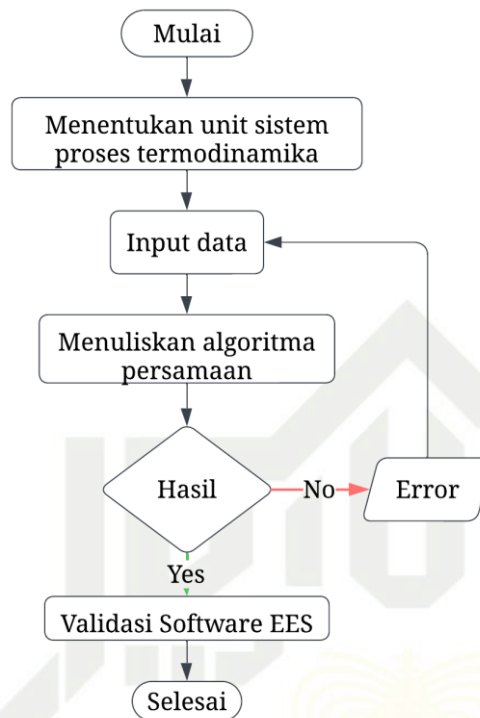 Mulai
Menentukan unit sistem
proses termodinamika
Input data
Menuliskan algoritma
persamaan
Hasil
No
Error
Yes
Validasi Software EES
Selesai